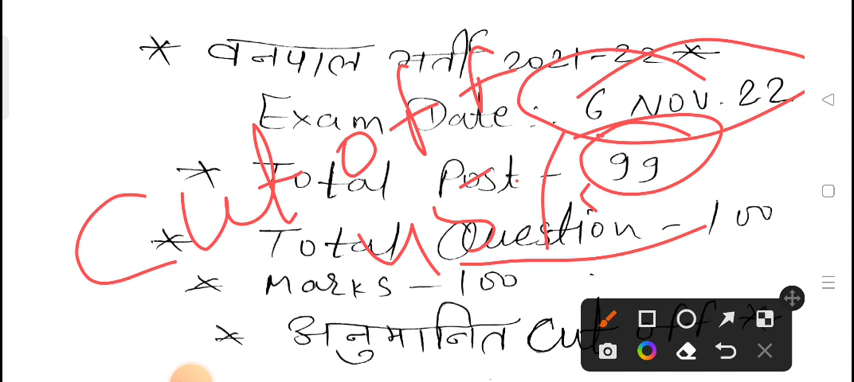 * वनपाल भर्ती 2021-22 *
Exam Date :. 6 NOV. 22
* Total Post - 99
* Total Question - 100
* Marks - 100
* अनुमानित Cut off *
Cut off